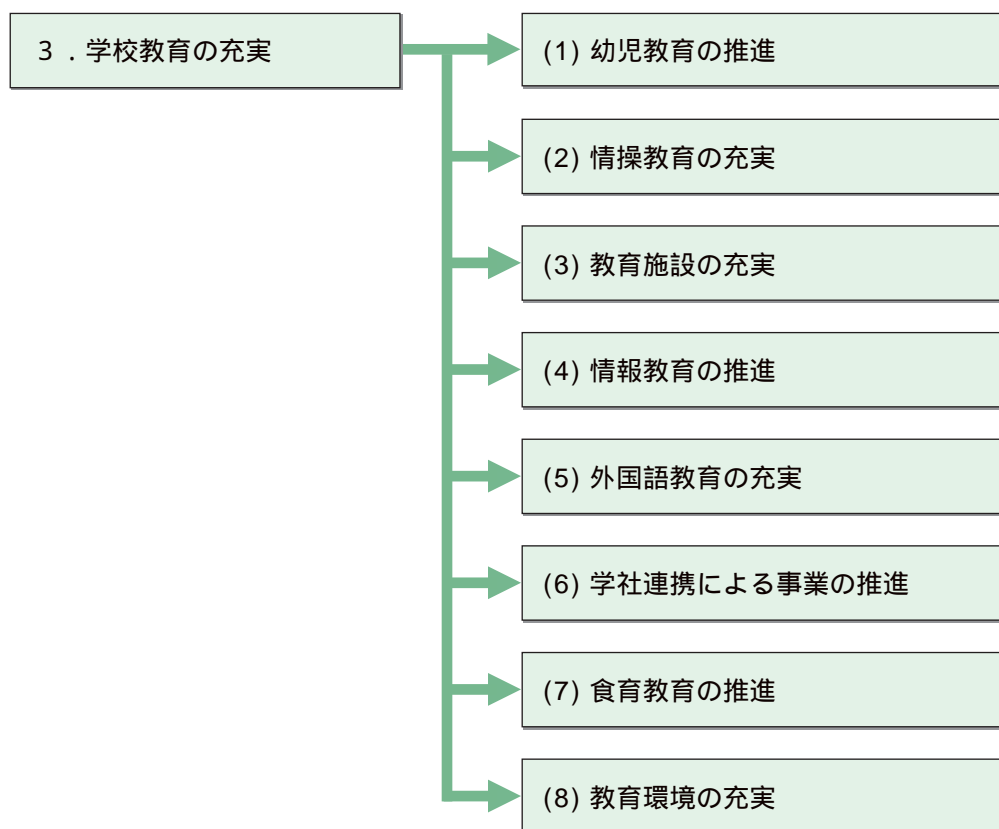 3．学校教育の充実
(1) 幼児教育の推進
(2) 情操教育の充実
(3) 教育施設の充実
(4) 情報教育の推進
(5) 外国語教育の充実
(6) 学社連携による事業の推進
(7) 食育教育の推進
(8) 教育環境の充実